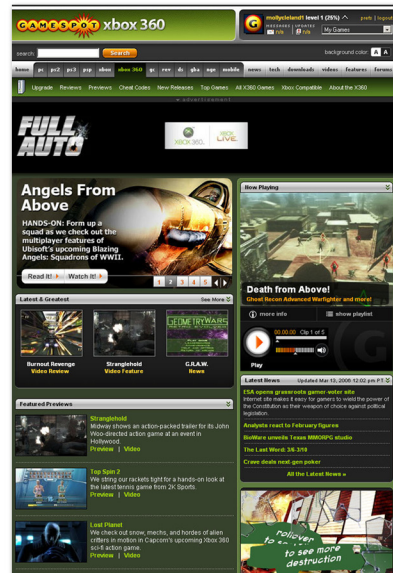 GAMESPOT xbox 360
mollycleland1 level 1 (25%) prefs | logout
MESSAGES | UPDATES
n/a n/a
My Games
search:
Search
background color: A A
home pc ps2 ps3 psp xbox xbox 360 gc rev ds gba ngn mobile news tech downloads videos features forums
Upgrade Reviews Previews Cheat Codes New Releases Top Games All X360 Games Xbox Compatible About the X360
advertisement
FULL
AUTO
XBOX 360.
XBOX
LIVE
Angels From
Above
HANDS-ON: Form up a
squad as we check out the
multiplayer features of
Ubisoft's upcoming Blazing
Angels: Squadrons of WWII.
Read It! Watch It!
1 2 3 4 5
Now Playing
Death from Above!
Ghost Recon Advanced Warfighter and more!
more info show playlist
00:00.00 Clip 1 of 5
Play
Latest & Greatest See More
GEOMETRY WARS
Burnout Revenge
Video Review
Stranglehold
Video Feature
G.R.A.W.
News
Latest News Updated Mar 13, 2006 12:02 pm PT
ESA opens grassroots gamer-voter site
Internet site makes it easy for gamers to wield the power of
the Constitution as their weapon of choice against political
legislation.
Analysts react to February figures
BioWare unveils Texas MMORPG studio
The Last Word: 3/6-3/10
Crave deals next-gen poker
All the Latest News »
Featured Previews
Stranglehold
Midway shows an action-packed trailer for its John
Woo-directed action game at an event in
Hollywood.
Preview | Video
Top Spin 2
We string our rackets tight for a hands-on look at
the latest tennis game from 2K Sports.
Preview | Video
Lost Planet
We check out snow, mechs, and hordes of alien
critters in motion in Capcom's upcoming Xbox 360
sci-fi action game.
Preview | Video
rollover
to see more
destruction